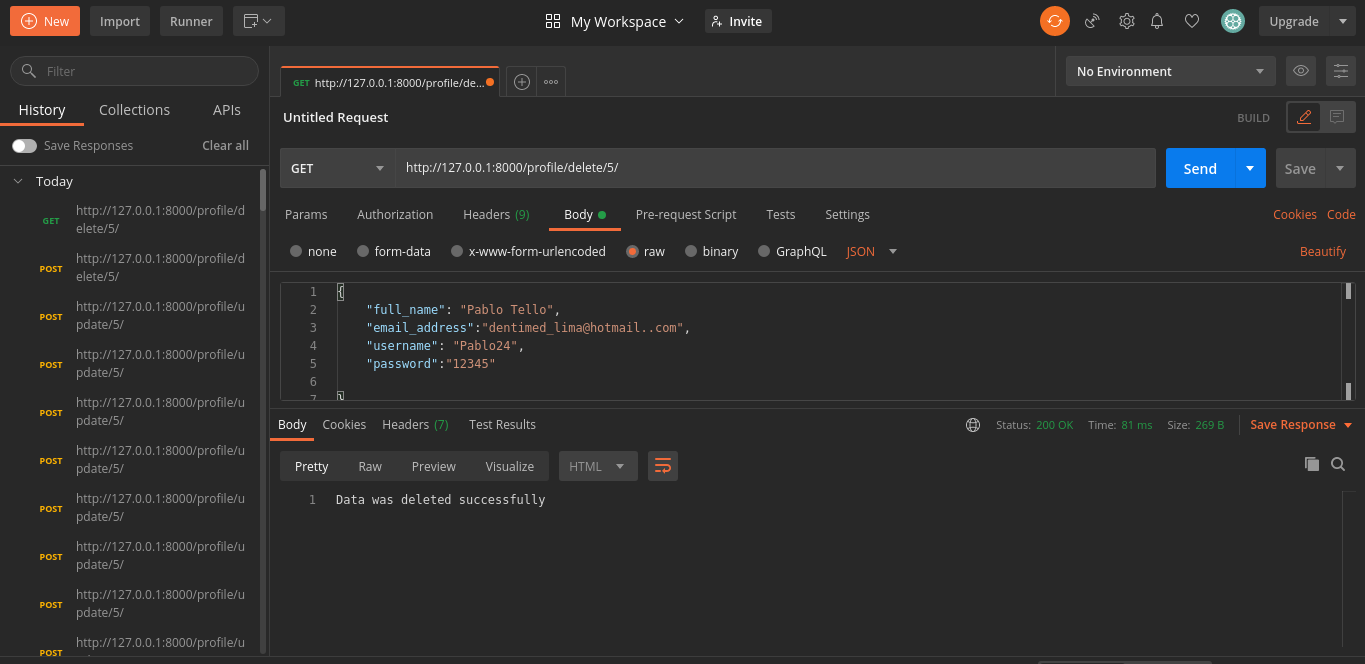 New
Import
Runner
My Workspace
Invite
Upgrade
Filter
GET http://127.0.0.1:8000/profile/de...
No Environment
History
Collections
APIs
Untitled Request
BUILD
Save Responses
Clear all
GET
http://127.0.0.1:8000/profile/delete/5/
Send
Save
Today
GET http://127.0.0.1:8000/profile/d
elete/5/
POST http://127.0.0.1:8000/profile/d
elete/5/
POST http://127.0.0.1:8000/profile/u
pdate/5/
POST http://127.0.0.1:8000/profile/u
pdate/5/
POST http://127.0.0.1:8000/profile/u
pdate/5/
POST http://127.0.0.1:8000/profile/u
pdate/5/
POST http://127.0.0.1:8000/profile/u
pdate/5/
POST http://127.0.0.1:8000/profile/u
pdate/5/
POST http://127.0.0.1:8000/profile/u
pdate/5/
POST http://127.0.0.1:8000/profile/u
Params
Authorization
Headers (9)
Body
Pre-request Script
Tests
Settings
Cookies
Code
none
form-data
x-www-form-urlencoded
raw
binary
GraphQL
JSON
Beautify
1 {
2 "full_name": "Pablo Tello",
3 "email_address":"dentimed_lima@hotmail..com",
4 "username": "Pablo24",
5 "password":"12345"
6
7 }
Body
Cookies
Headers (7)
Test Results
Status: 200 OK
Time: 81 ms
Size: 269 B
Save Response
Pretty
Raw
Preview
Visualize
HTML
1 Data was deleted successfully